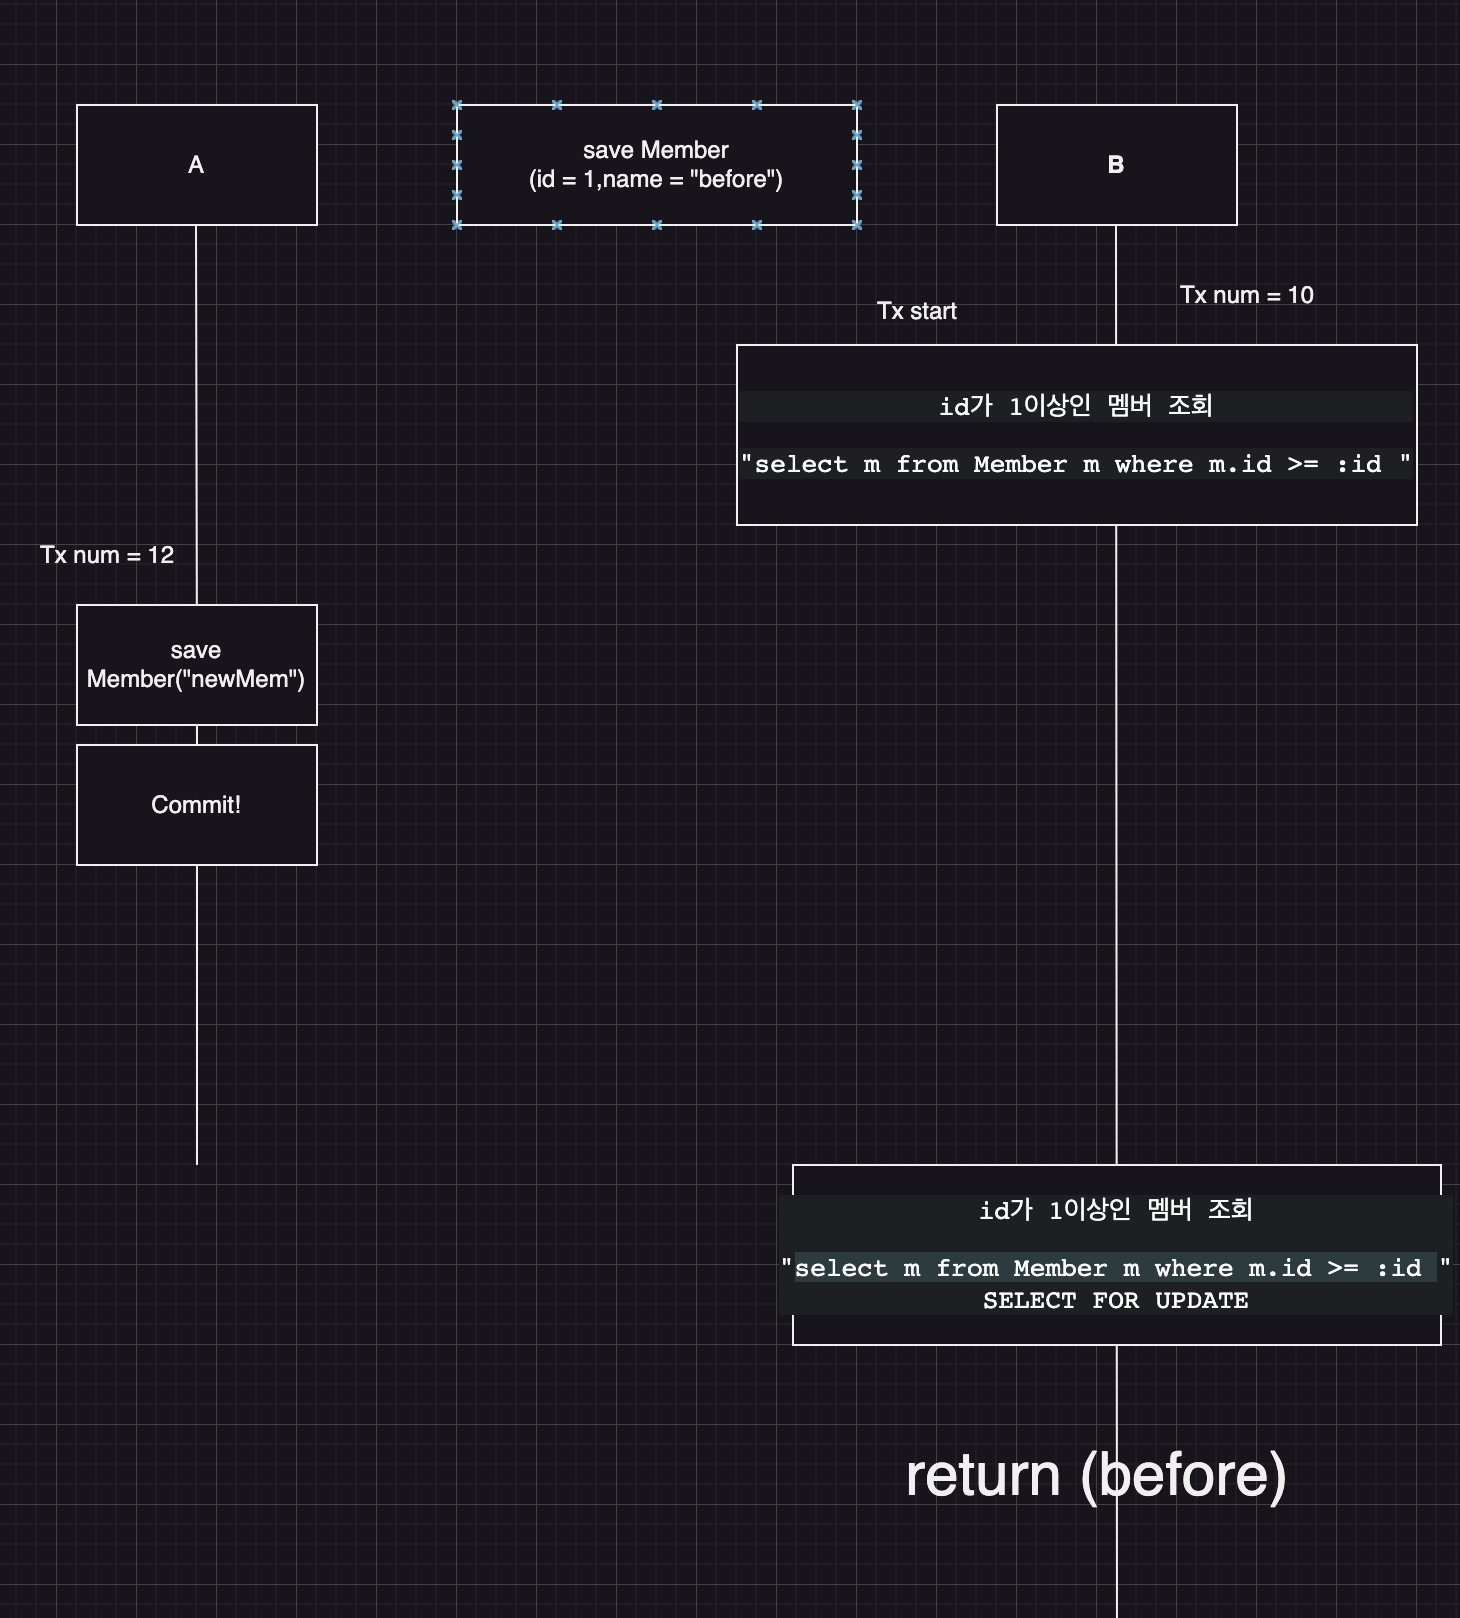 A
save Member
(id = 1,name = "before")
B
Tx start
Tx num = 10
id가 1이상인 멤버 조회
"select m from Member m where m.id >= :id "
Tx num = 12
save
Member("newMem")
Commit!
id가 1이상인 멤버 조회
"select m from Member m where m.id >= :id "
SELECT FOR UPDATE
return (before)